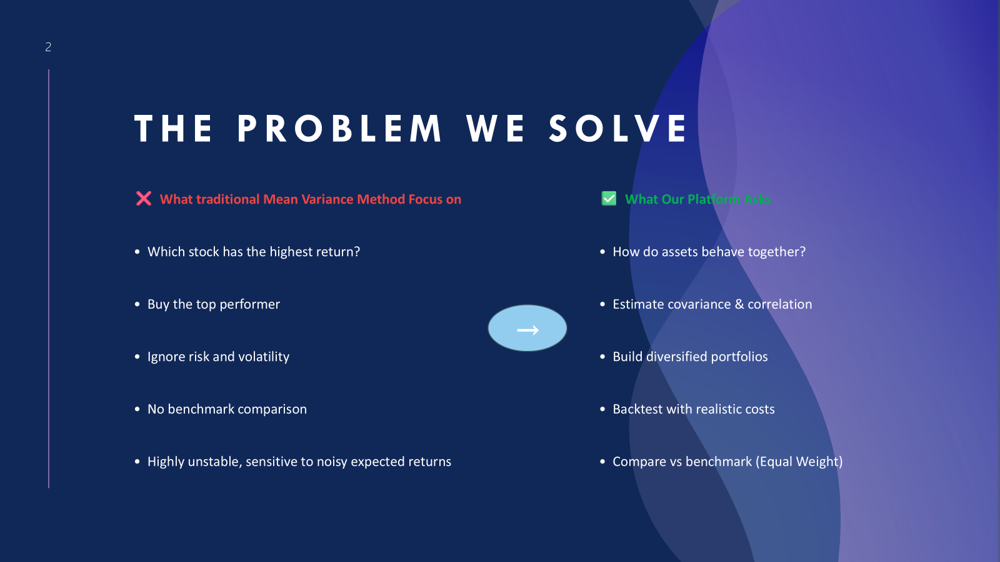 2
THE PROBLEM WE SOLVE
❌ What traditional Mean Variance Method Focus on
• Which stock has the highest return?
• Buy the top performer
• Ignore risk and volatility
• No benchmark comparison
• Highly unstable, sensitive to noisy expected returns
→
✅ What Our Platform Asks
• How do assets behave together?
• Estimate covariance & correlation
• Build diversified portfolios
• Backtest with realistic costs
• Compare vs benchmark (Equal Weight)